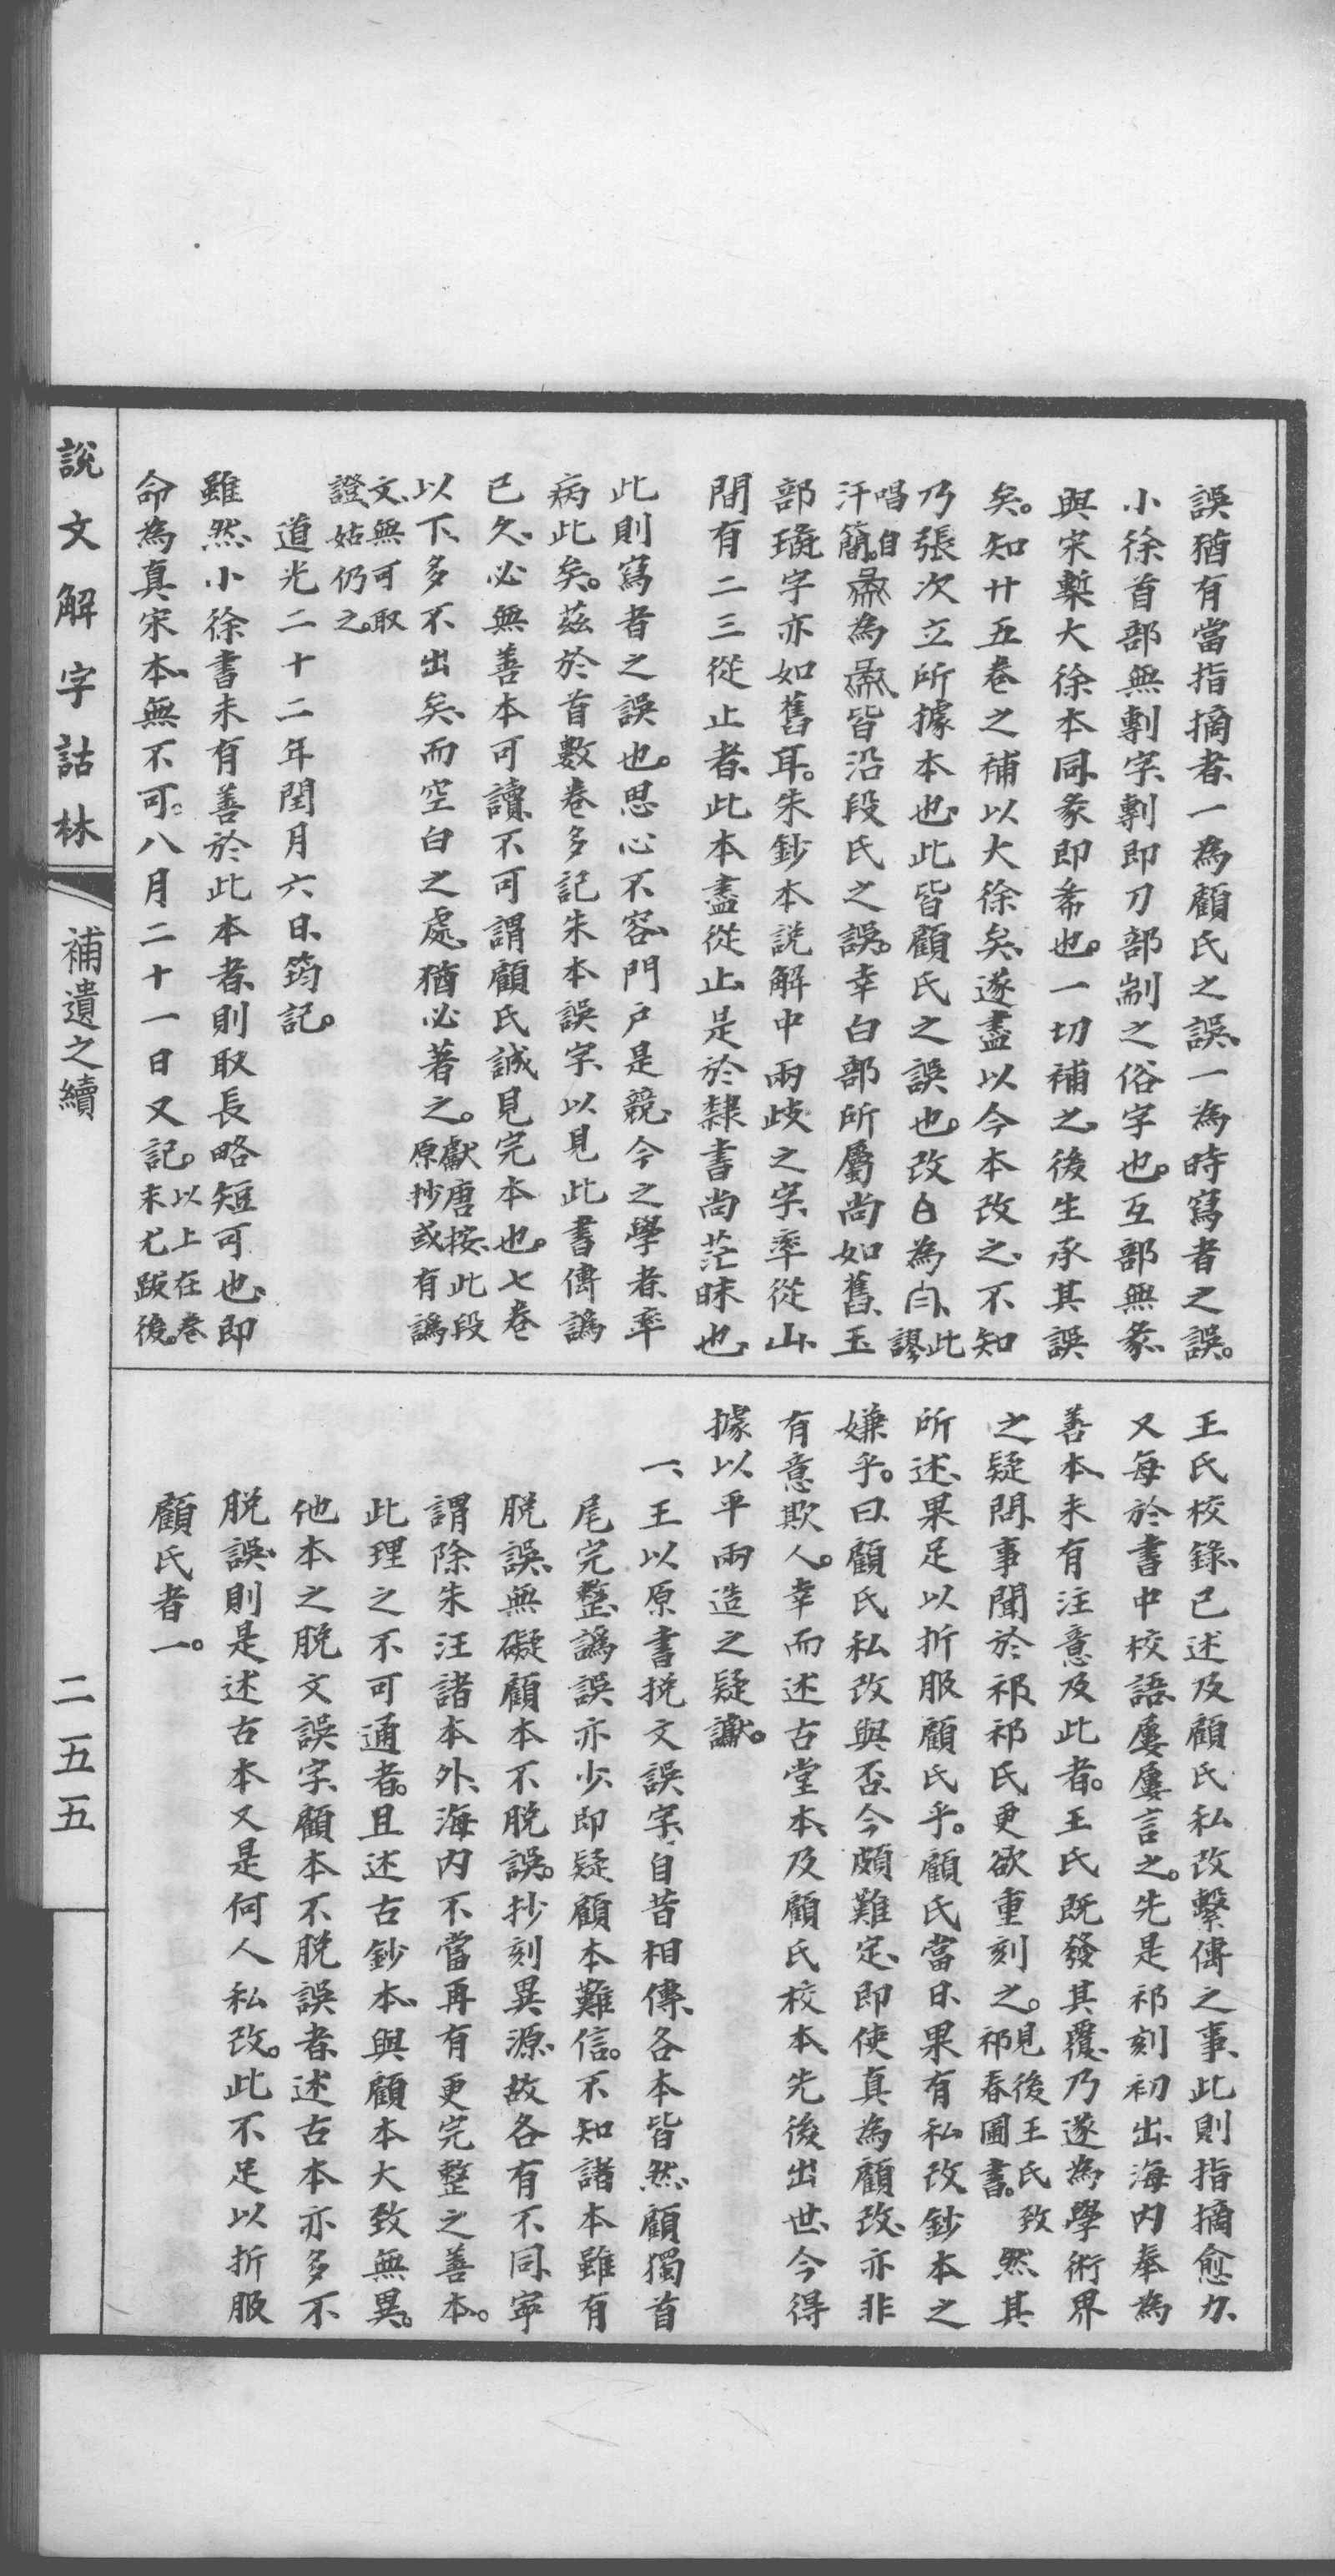 誤猶有當指摘者、一為顧氏之誤、一為時寫者之誤。
小徐首部無剸字、剸即刀部剬之俗字也。互部無彖、
與宋槧大徐本同、彖即豨也。一切補之、後生承其誤
矣。知廿五卷之補以大徐矣、遂盡以今本改之、不知
乃張次立所據本也、此皆顧氏之誤也。改白為𦣹、此謬
唱自汗簡。為皆沿段氏之誤。幸白部所屬尚如舊、玉
部字亦如舊耳。朱鈔本說解中兩歧之字、率從山、
間有二三從止者、此本盡從止、是於隸書尚茫昧也、
此則寫者之誤也。思心不容、門戶是競、今之學者、率
病此矣。茲於首數卷多記朱本誤字、以見此書傳譌
已久、必無善本可讀、不可謂顧氏誠見完本也。七卷
以下、多不出矣、而空白之處、猶必著之。獻唐按、此段原抄或有譌
文、無可取證、姑仍之。
道光二十二年閏月六日、筠記。
雖然、小徐書未有善於此本者、則取長略短可也、即
命為真宋本、無不可。八月二十一日又記。以上在卷末尤跋後。
王氏校錄、已述及顧氏私改繫傳之事、此則指摘愈力、
又每於書中校語、屢屢言之。先是祁刻初出、海內奉為
善本、未有注意及此者。王氏既發其覆、乃遂為學術界
之疑問、事聞於祁、祁氏更欲重刻之。見後王氏致祁春圃書。然其
所述、果足以折服顧氏乎。顧氏當日、果有私改鈔本之
嫌乎。曰、顧氏私改與否、今頗難定、即使真為顧改、亦非
有意欺人。幸而述古堂本、及顧氏校本、先後出世、今得
據以平兩造之疑讞。
一、王以原書挩文誤字、自昔相傳、各本皆然、顧獨首
尾完整、譌誤亦少、即疑顧本難信。不知諸本雖有
脫誤、無礙顧本不脫誤。抄刻異源、故各有不同、寧
謂除朱汪諸本外、海內不當再有更完整之善本。
此理之不可通者。且述古鈔本、與顧本大致無異。
他本之脫文誤字、顧本不脫誤者、述古本亦多不
脫誤、則是述古本又是何人私改。此不足以折服
顧氏者一。
說文解字詁林
補遺之續
二五五